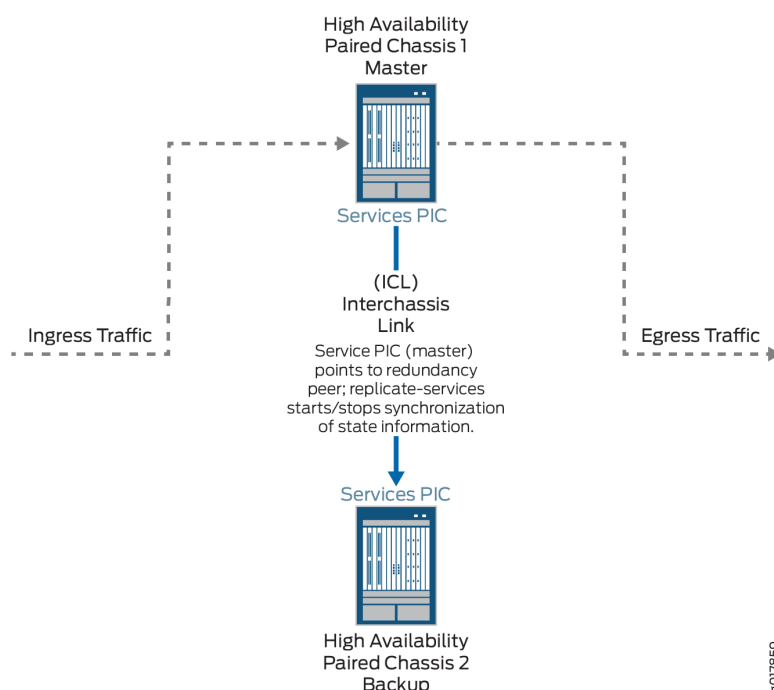 High Availability
Paired Chassis 1
Master
Services PIC
(ICL)
Interchassis
Link
Ingress Traffic
Egress Traffic
Service PIC (master)
points to redundancy
peer; replicate-services
starts/stops synchronization
of state information.
Services PIC
High Availability
Paired Chassis 2
Backup